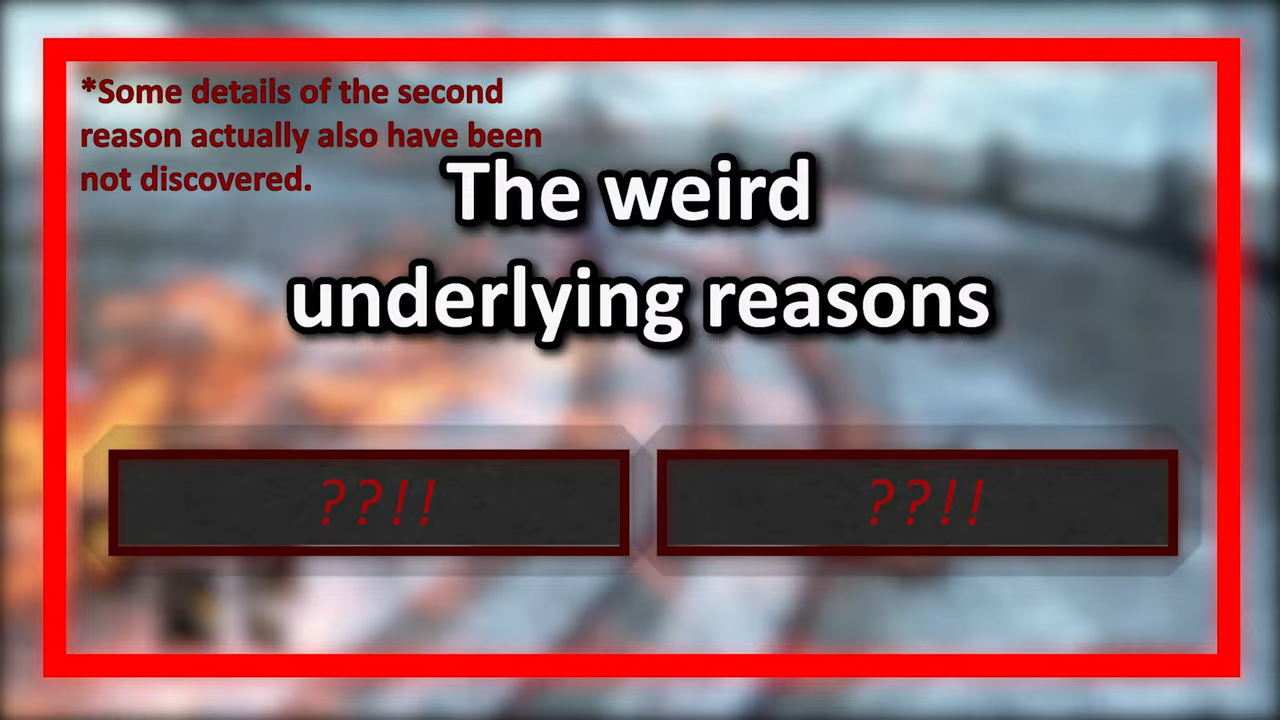 *Some details of the second
reason actually also have been
not discovered.
The weird
underlying reasons
??!!
??!!